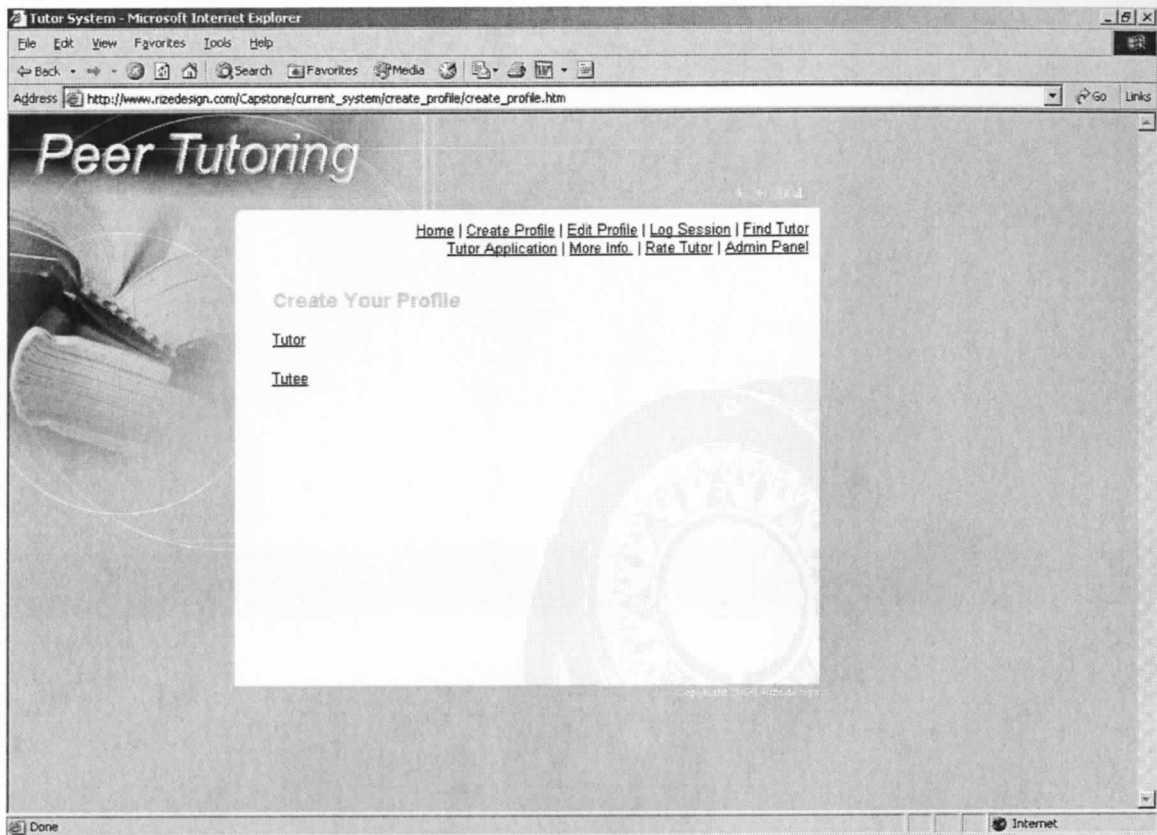 Tutor System - Microsoft Internet Explorer
File Edit View Favorites Tools Help
Back Search Favorites Media
Address http://www.rizedesign.com/Capstone/current_system/create_profile/create_profile.htm Go Links
Peer Tutoring
Home | Create Profile | Edit Profile | Log Session | Find Tutor
Tutor Application | More Info. | Rate Tutor | Admin Panel
Create Your Profile
Tutor
Tutee
Copyright
Done Internet